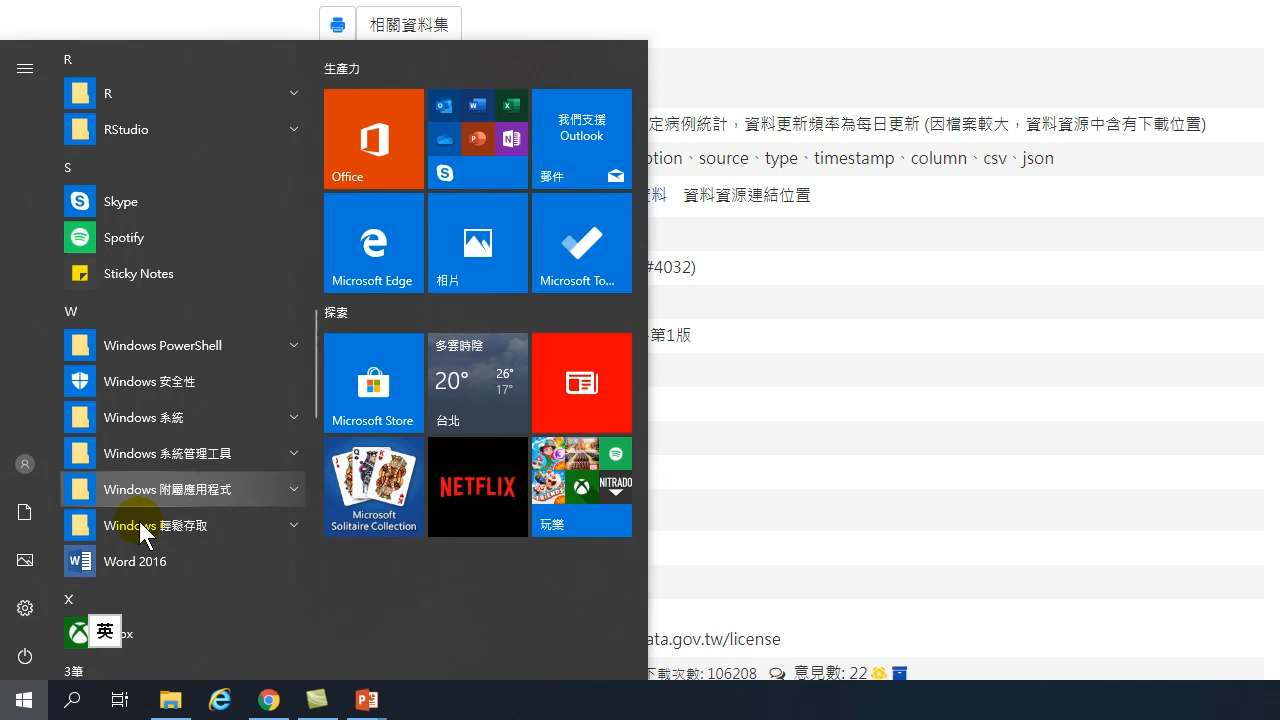 相關資料集
R
R
RStudio
S
Skype
Spotify
Sticky Notes
W
Windows PowerShell
Windows 安全性
Windows 系統
Windows 系統管理工具
Windows 附屬應用程式
Windows 輕鬆存取
Word 2016
X
英
ox
3筆
生產力
Office
我們支援
Outlook
郵件
Microsoft Edge
相片
Microsoft To...
探索
Microsoft Store
多雲時陰
20°
26°
17°
台北
Microsoft
Solitaire Collection
NETFLIX
NITRADO
玩樂
定病例統計，資料更新頻率為每日更新 (因檔案較大，資料資源中含有下載位置)
ption、source、type、timestamp、column、csv、json
料 資料資源連結位置
#4032)
第1版
ata.gov.tw/license
下載次數: 106208 意見數: 22